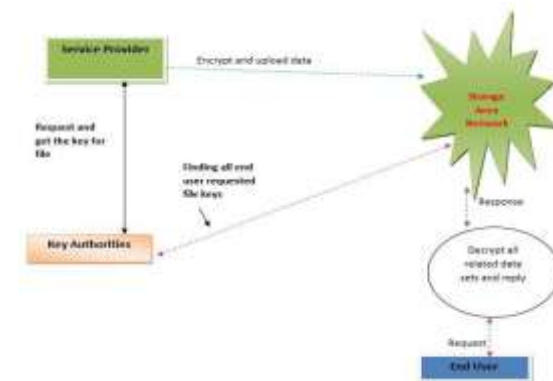 Service Provider
Encrypt and upload data
Storage
Area
Network
Request and
get the key for
file
Finding all end
user requested
file keys
Response
Key Authorities
Decrypt all
related data
sets and reply
Request
End User